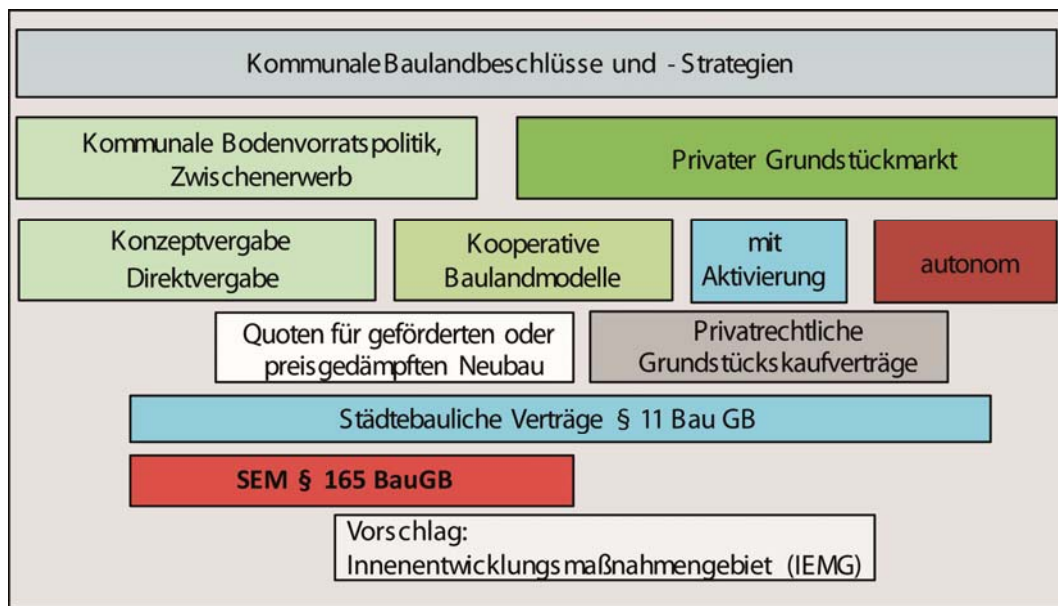 Kommunale Baulandbeschlüsse und - Strategien
Kommunale Bodenvorratspolitik,
Zwischenerwerb
Privater Grundstückmarkt
Konzeptvergabe
Direktvergabe
Kooperative
Baulandmodelle
mit
Aktivierung
autonom
Quoten für geförderten oder
preisgedämpften Neubau
Privatrechtliche
Grundstückskaufverträge
Städtebauliche Verträge § 11 Bau GB
SEM § 165 BauGB
Vorschlag:
Innenentwicklungsmaßnahmengebiet (IEMG)